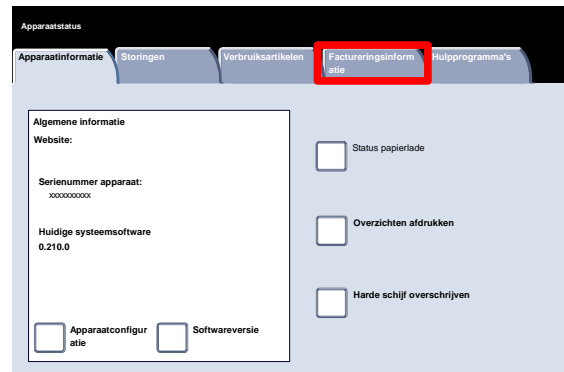 Apparaatstatus
Apparaatinformatie
Storingen
Verbruiksartikelen
Factureringsinform
atie
Hulpprogramma's
Algemene informatie
Website:
Serienummer apparaat:
xxxxxxxxxx
Huidige systeemsoftware
0.210.0
Apparaatconfigur
atie
Softwareversie
Status papierlade
Overzichten afdrukken
Harde schijf overschrijven